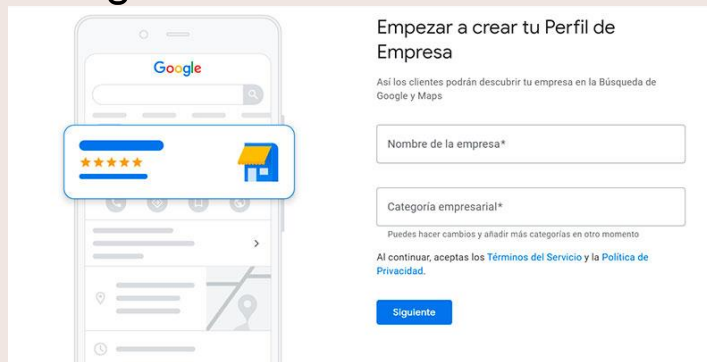 Google
Empezar a crear tu Perfil de
Empresa
Así los clientes podrán descubrir tu empresa en la Búsqueda de
Google y Maps
Nombre de la empresa*
Categoría empresarial*
Puedes hacer cambios y añadir más categorías en otro momento
Al continuar, aceptas los Términos del Servicio y la Política de
Privacidad.
Siguiente